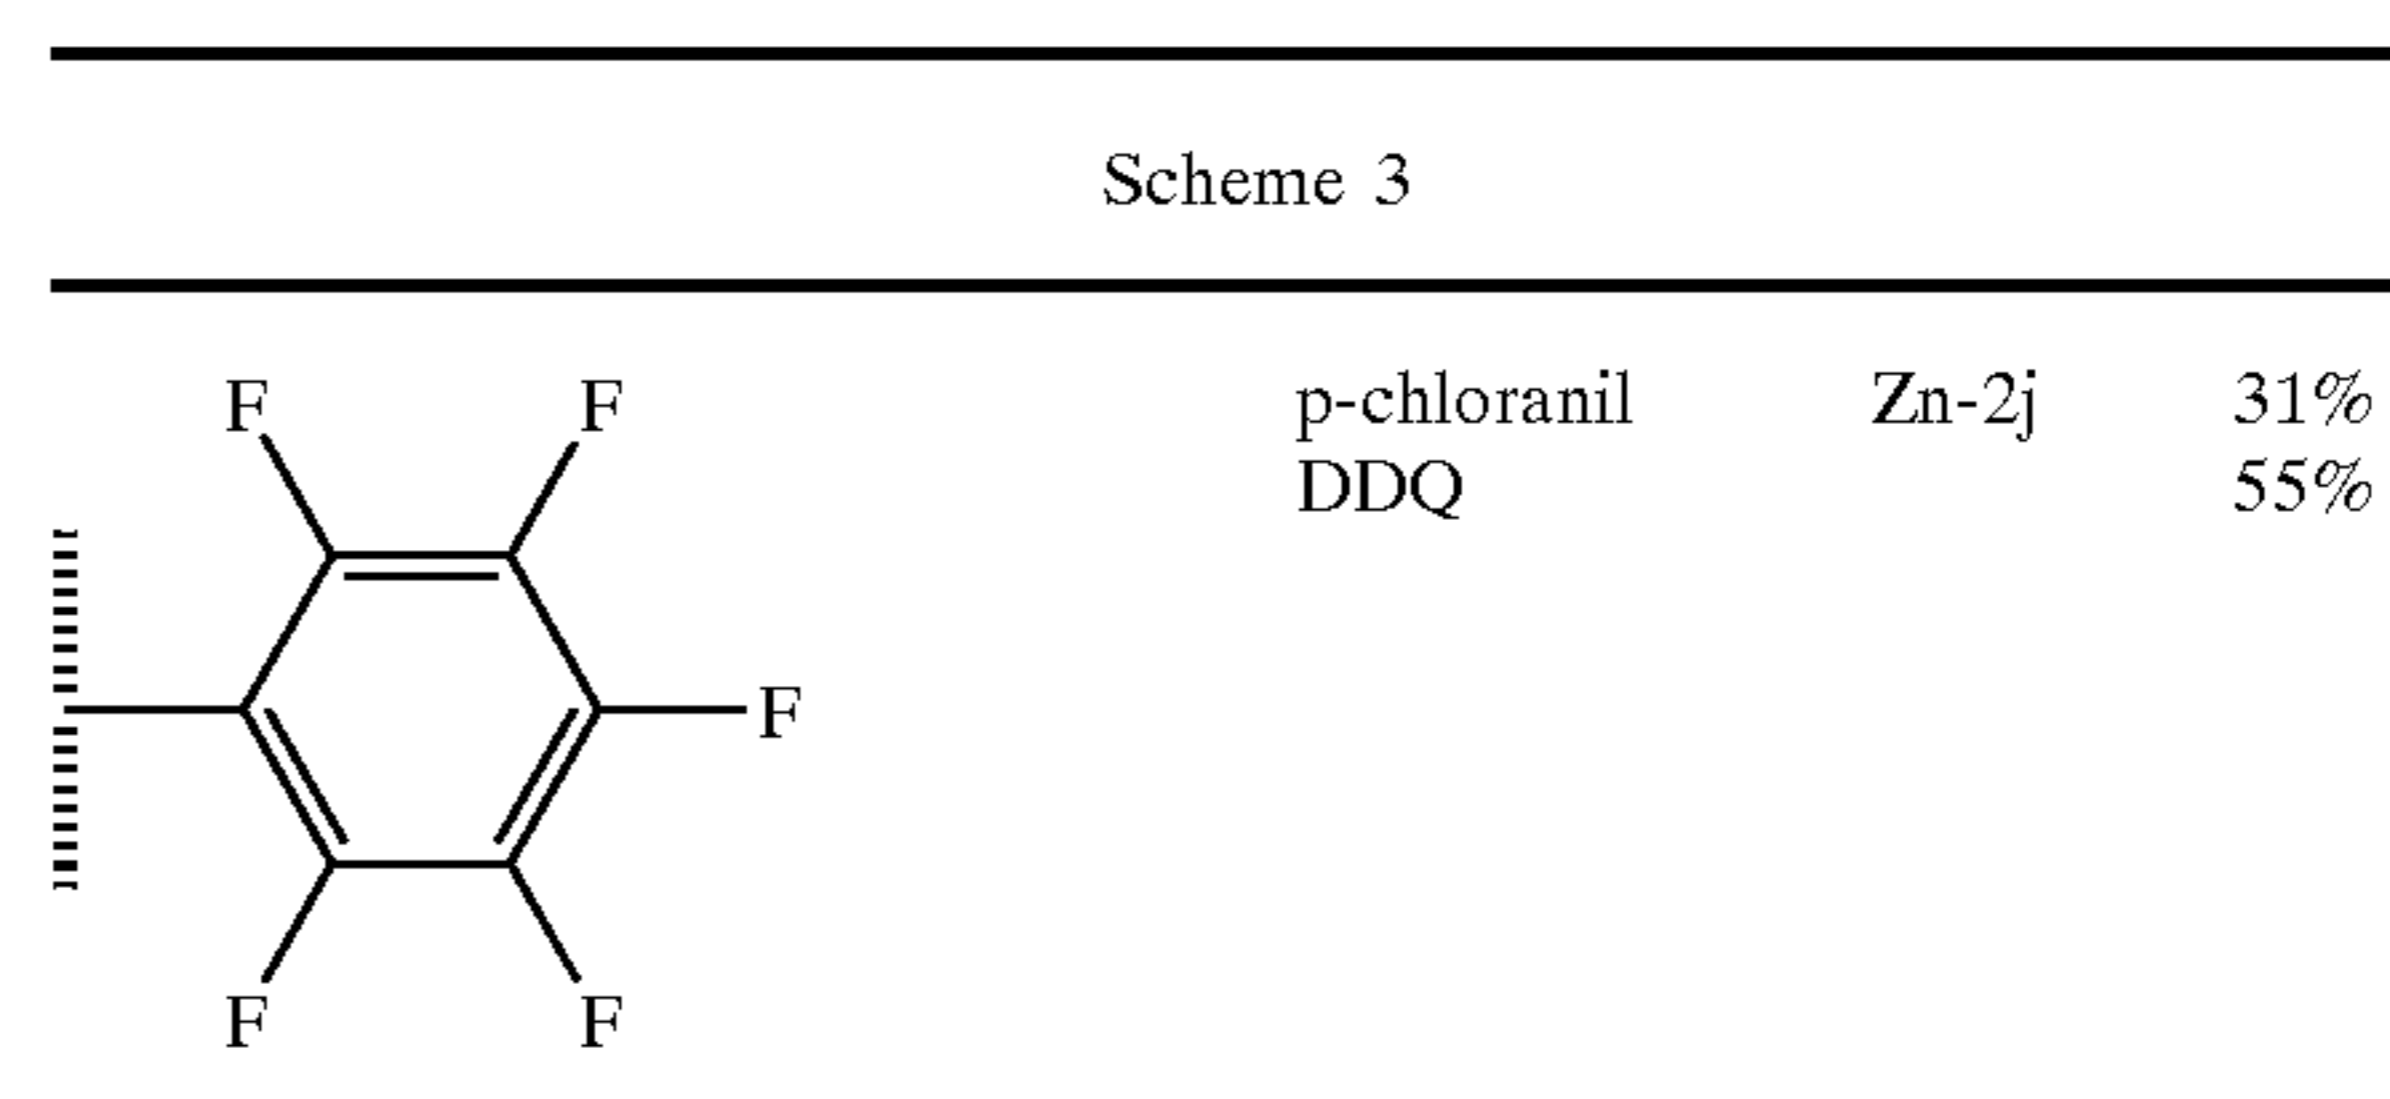 Scheme 3
F F
p-chloranil Zn-2j 31%
DDQ 55%
F
F F